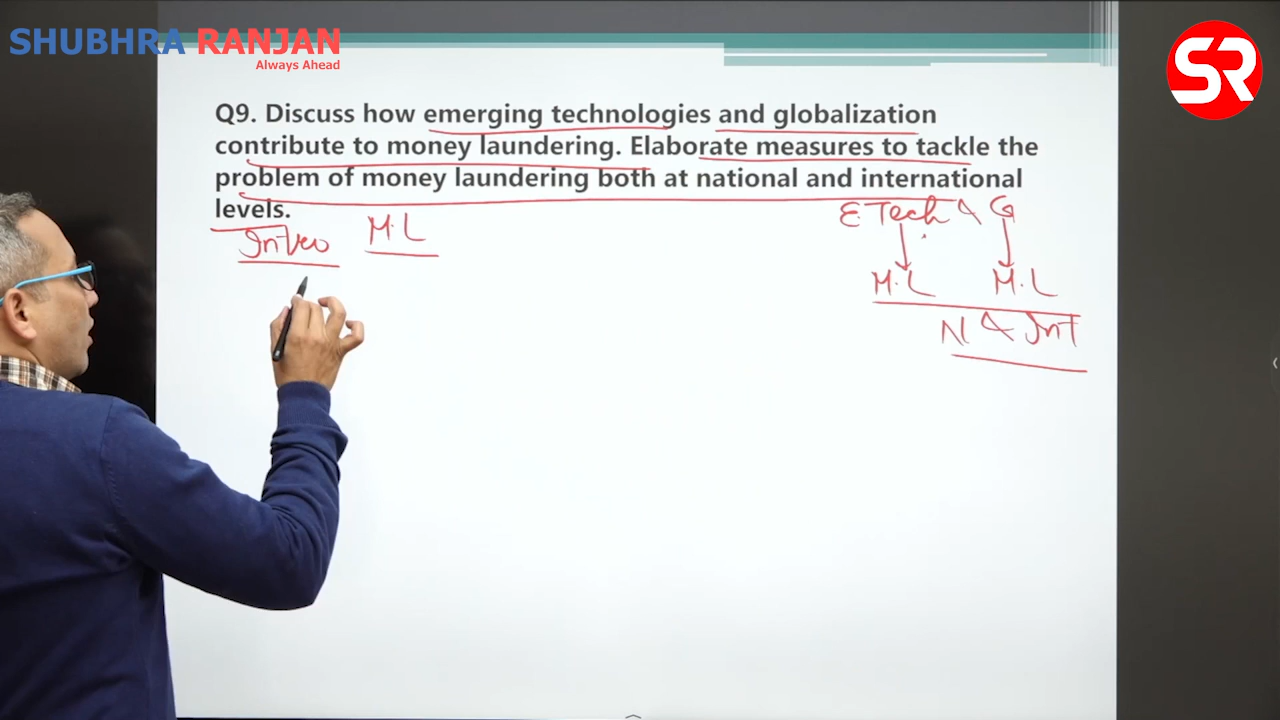 SHUBHRA RANJAN
Always Ahead
SR
Q9. Discuss how emerging technologies and globalization
contribute to money laundering. Elaborate measures to tackle the
problem of money laundering both at national and international
levels.
Intro M.L
E.Tech & G
M.L M.L
N & Int